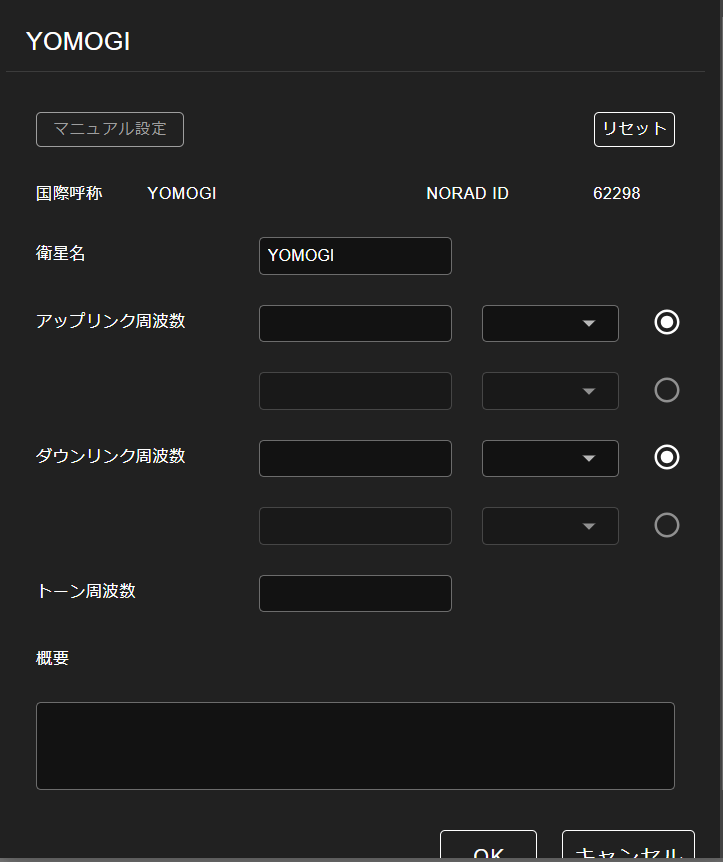 YOMOGI
マニュアル設定 リセット
国際呼称 YOMOGI NORAD ID 62298
衛星名 YOMOGI
アップリンク周波数
ダウンリンク周波数
トーン周波数
概要
OK キャンセル